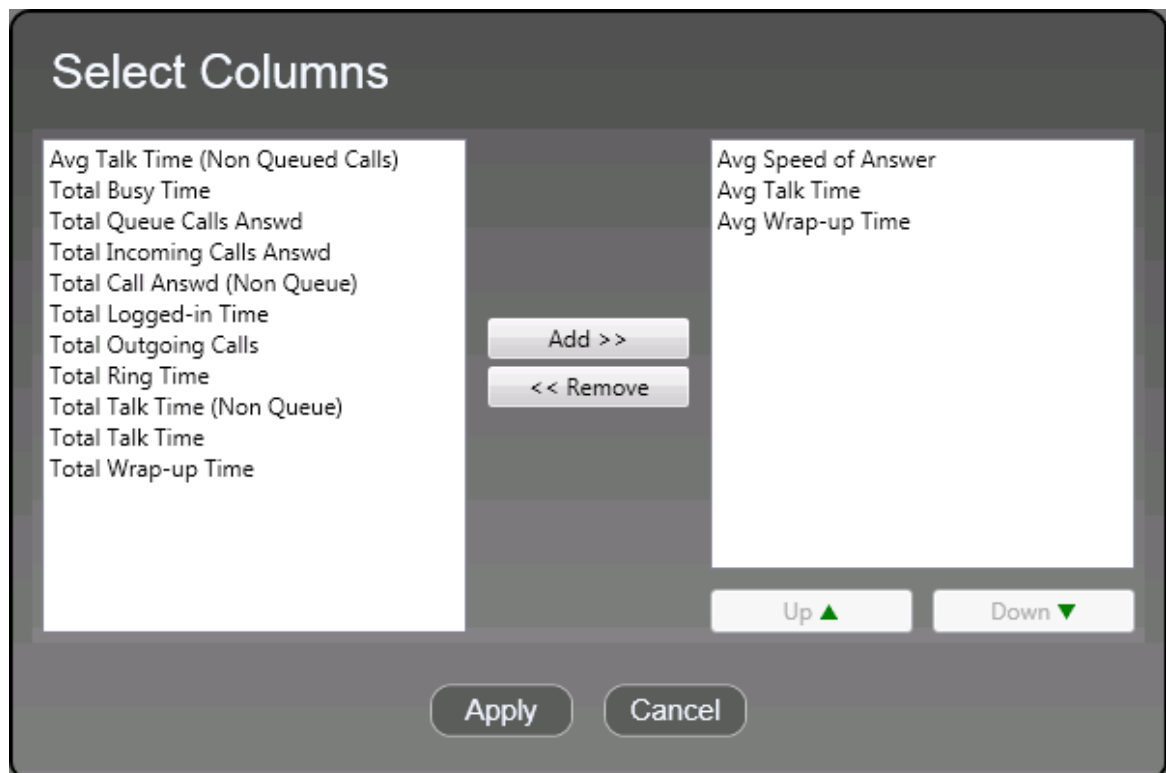 Select Columns
Avg Talk Time (Non Queued Calls)
Total Busy Time
Total Queue Calls Answd
Total Incoming Calls Answd
Total Call Answd (Non Queue)
Total Logged-in Time
Total Outgoing Calls
Total Ring Time
Total Talk Time (Non Queue)
Total Talk Time
Total Wrap-up Time
Add >>
<< Remove
Avg Speed of Answer
Avg Talk Time
Avg Wrap-up Time
Up ▲
Down ▼
Apply
Cancel